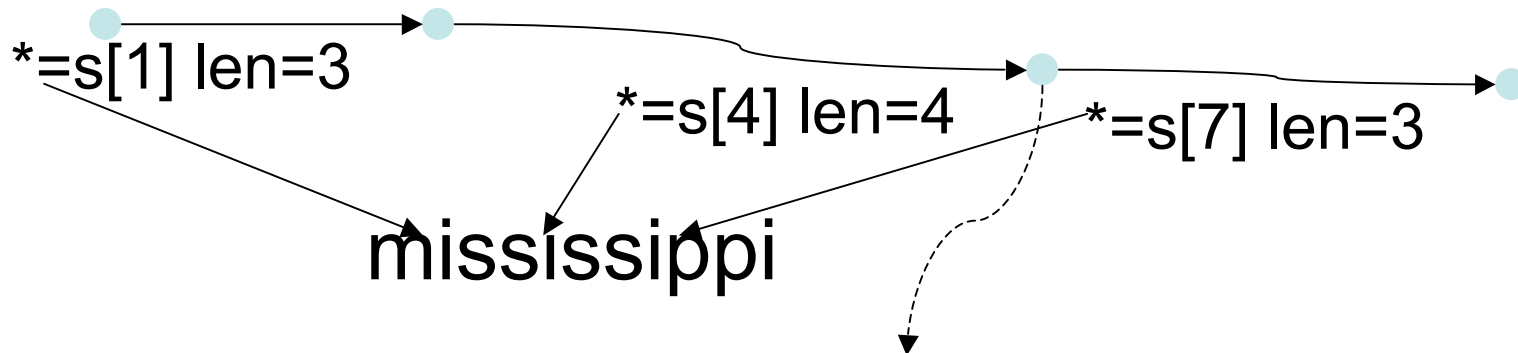 *=s[1] len=3
*=s[4] len=4
*=s[7] len=3
mississippi